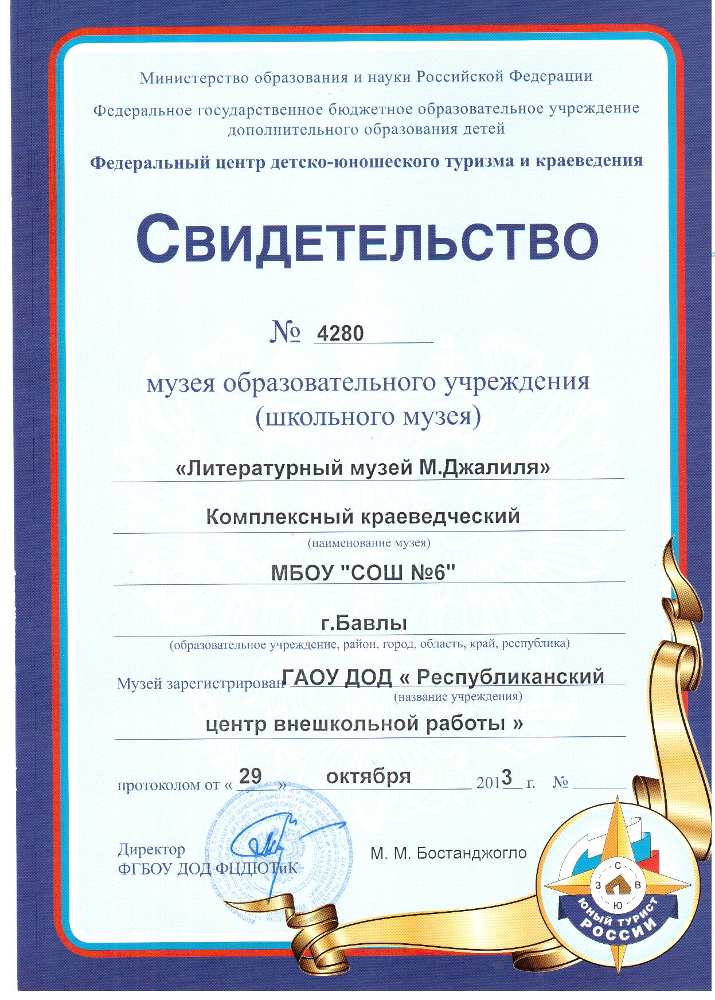 Министерство образования и науки Российской Федерации
Федеральное государственное бюджетное образовательное учреждение
дополнительного образования детей
Федеральный центр детско-юношеского туризма и краеведения
СВИДЕТЕЛЬСТВО
№ 4280
музея образовательного учреждения
(школьного музея)
«Литературный музей М.Джалиля»
Комплексный краеведческий
(наименование музея)
МБОУ "СОШ №6"
г.Бавлы
(образовательное учреждение, район, город, область, край, республика)
Музей зарегистрирован ГАОУ ДОД « Республиканский
(название учреждения)
центр внешкольной работы »
протоколом от « 29 » октября 2013 г. №
Директор
ФГБОУ ДОД ФЦДЮТиК
М. М. Бостанджогло
С
З В
Ю
ЮНЫЙ ТУРИСТ
РОССИИ